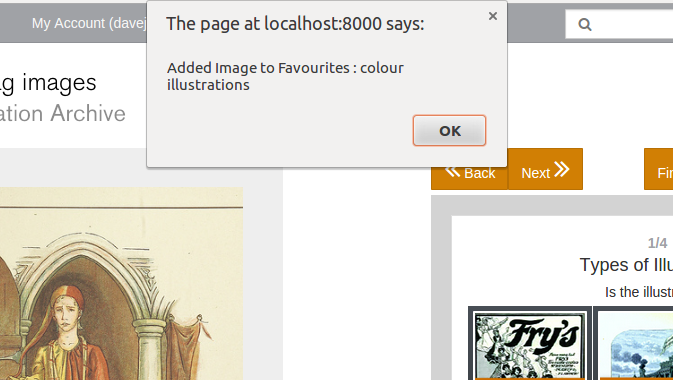 My Account (davej
The page at localhost:8000 says:
Added Image to Favourites : colour
illustrations
OK
g images
ation Archive
Back
Next
Fin
1/4
Types of Illu
Is the illustr
Fry's